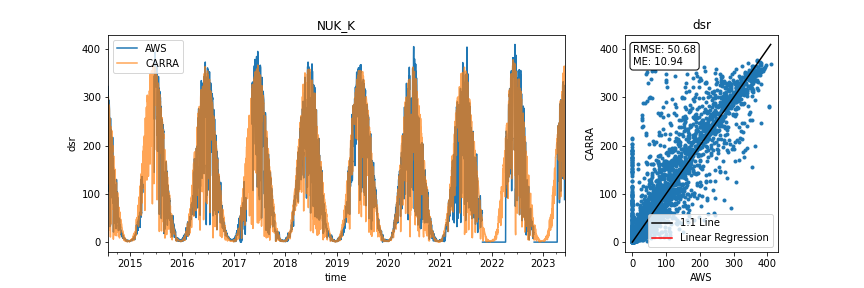 NUK_K
dsr
AWS
CARRA
400
300
200
100
0
dsr
2015 2016 2017 2018 2019 2020 2021 2022 2023
time
dsr
RMSE: 50.68
ME: 10.94
400
300
200
100
0
CARRA
1:1 Line
Linear Regression
0 100 200 300 400
AWS